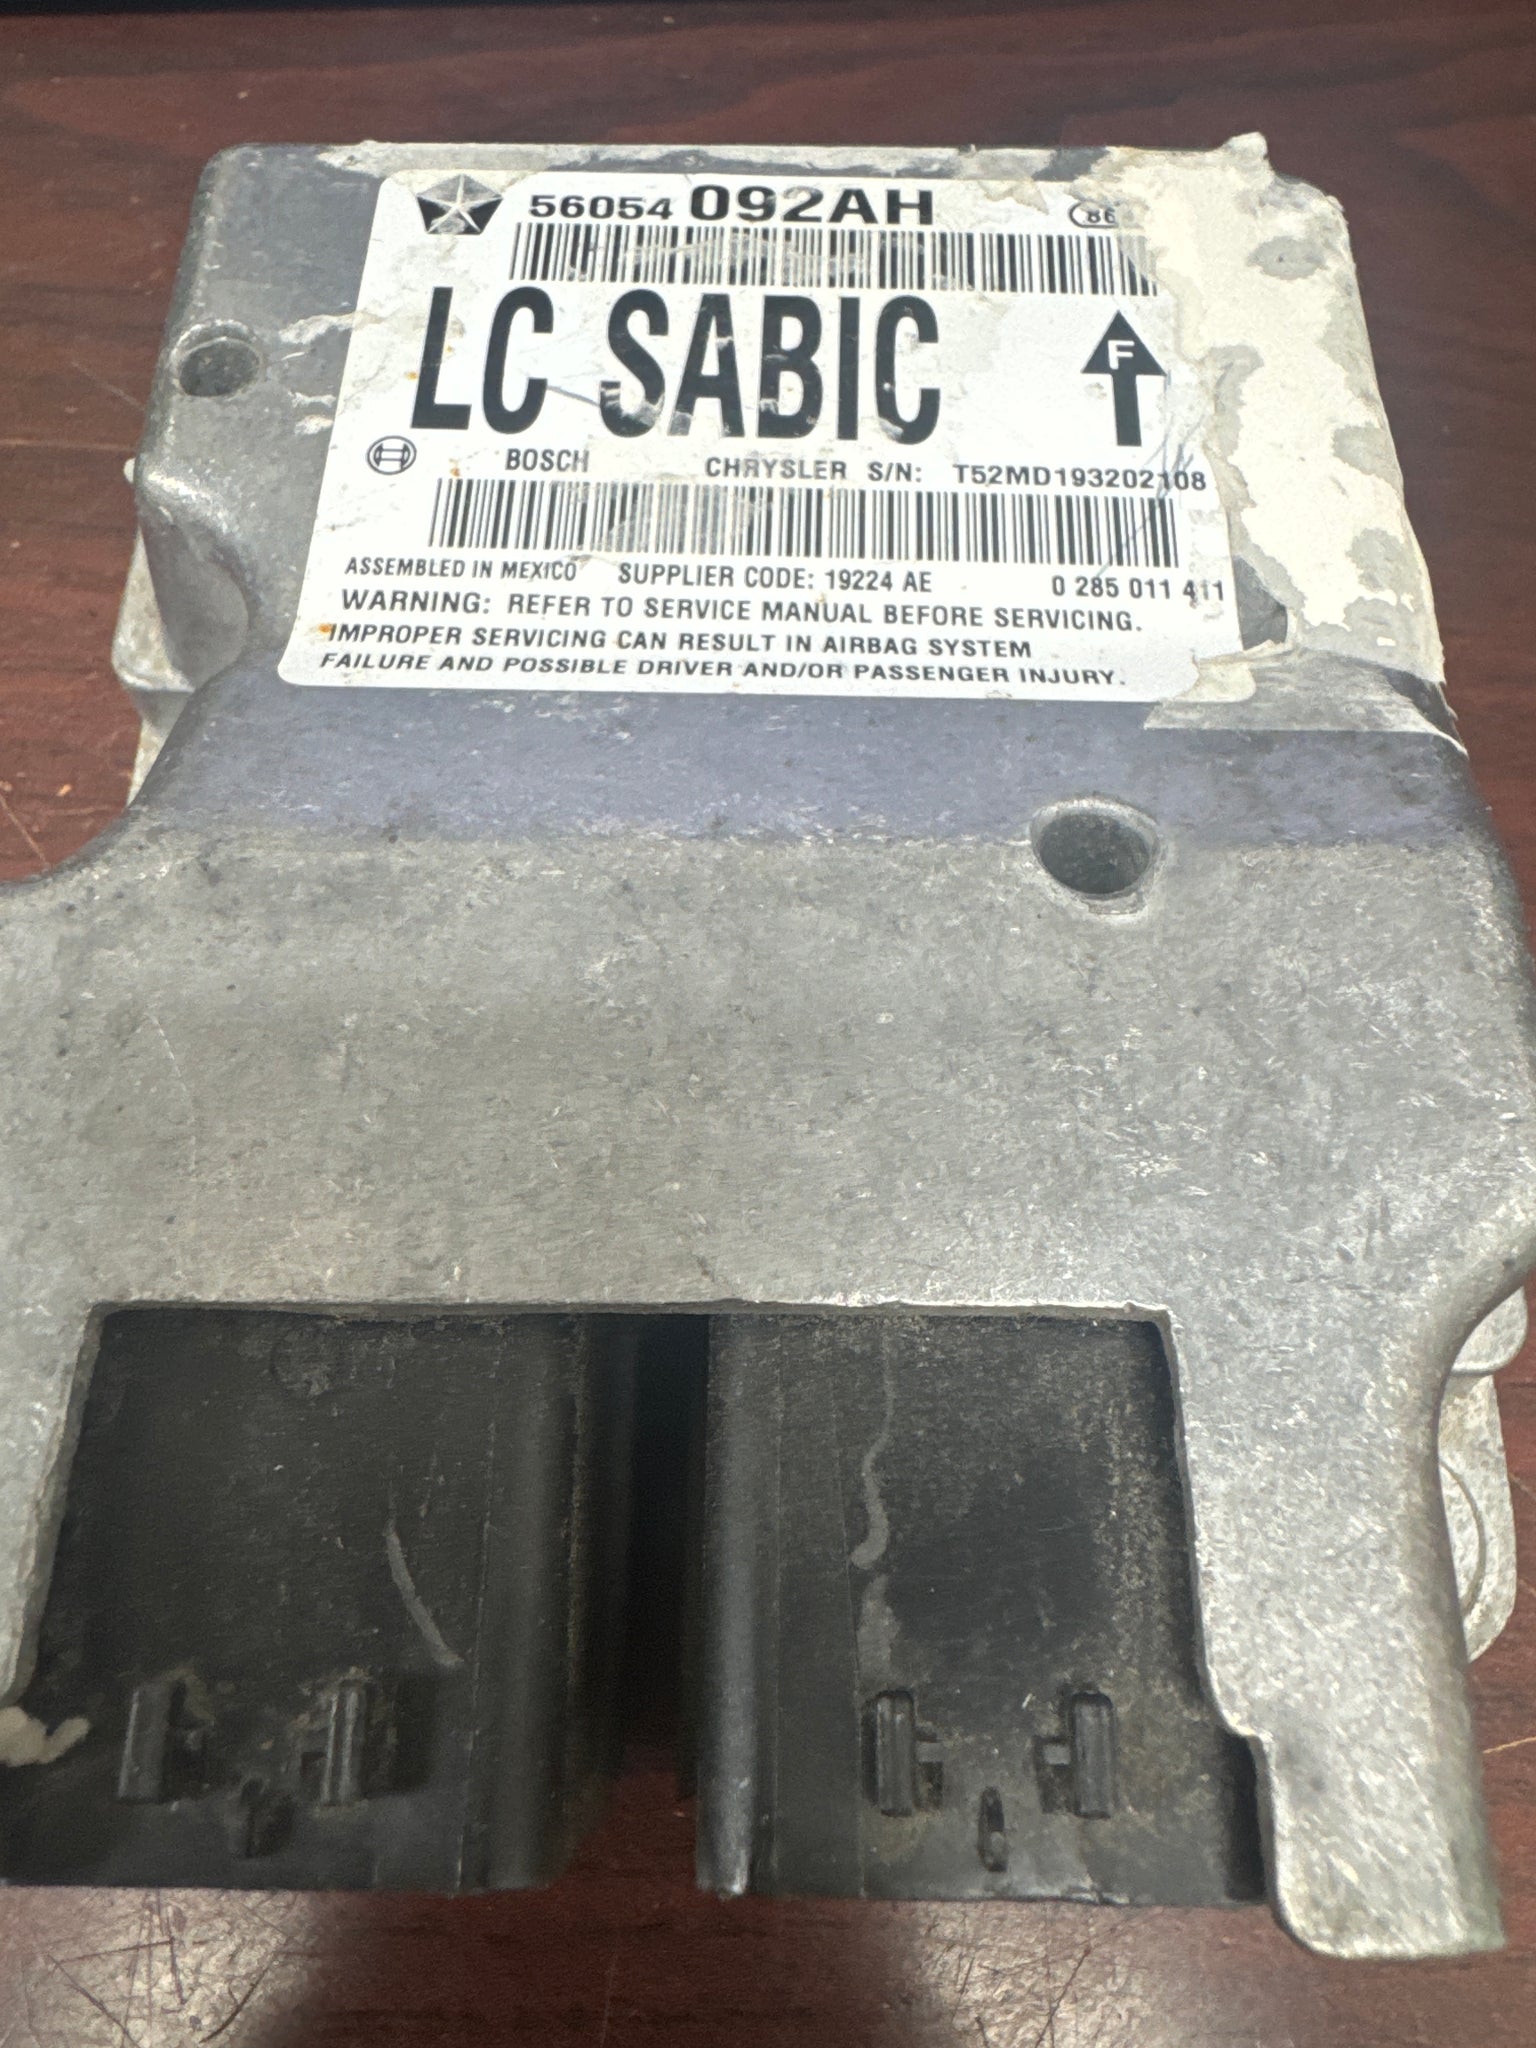 56054 092AH 86
LC SABIC F
BOSCH CHRYSLER S/N: T52MD193202108
ASSEMBLED IN MEXICO SUPPLIER CODE: 19224 AE 0 285 011 411
WARNING: REFER TO SERVICE MANUAL BEFORE SERVICING.
IMPROPER SERVICING CAN RESULT IN AIRBAG SYSTEM
FAILURE AND POSSIBLE DRIVER AND/OR PASSENGER INJURY.